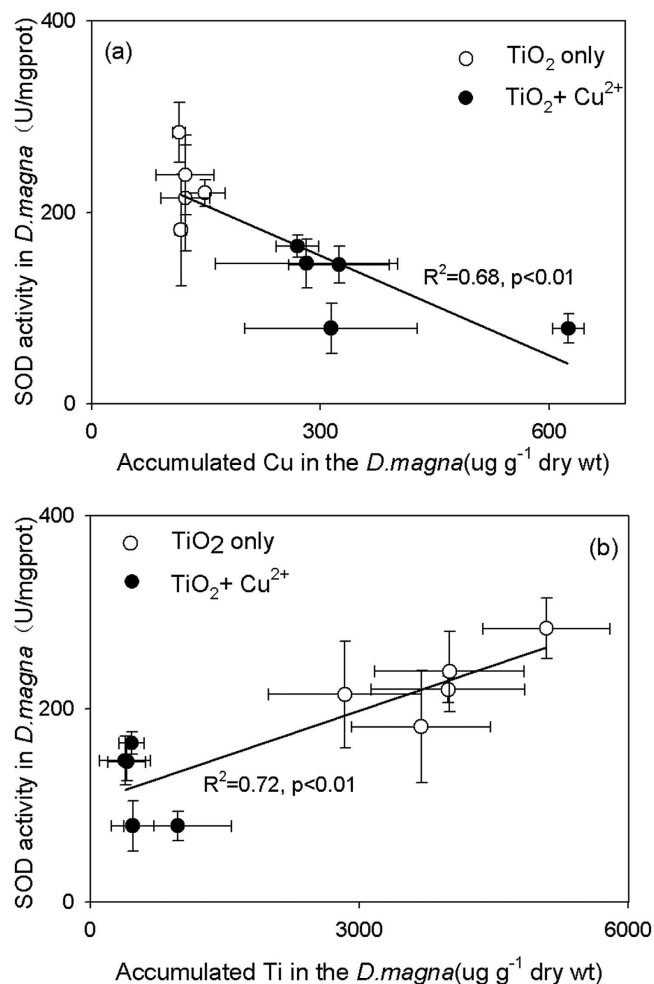 400
(a)
TiO₂ only
TiO₂+ Cu²⁺
200
R²=0.68, p<0.01
0
0 300 600
SOD activity in D.magna（U/mgprot)
Accumulated Cu in the D.magna(ug g⁻¹ dry wt)
400
TiO2 only
(b)
TiO₂+ Cu²⁺
200
R²=0.72, p<0.01
0
0 3000 6000
SOD activity in D.magna（U/mgprot)
Accumulated Ti in the D.magna(ug g⁻¹ dry wt)